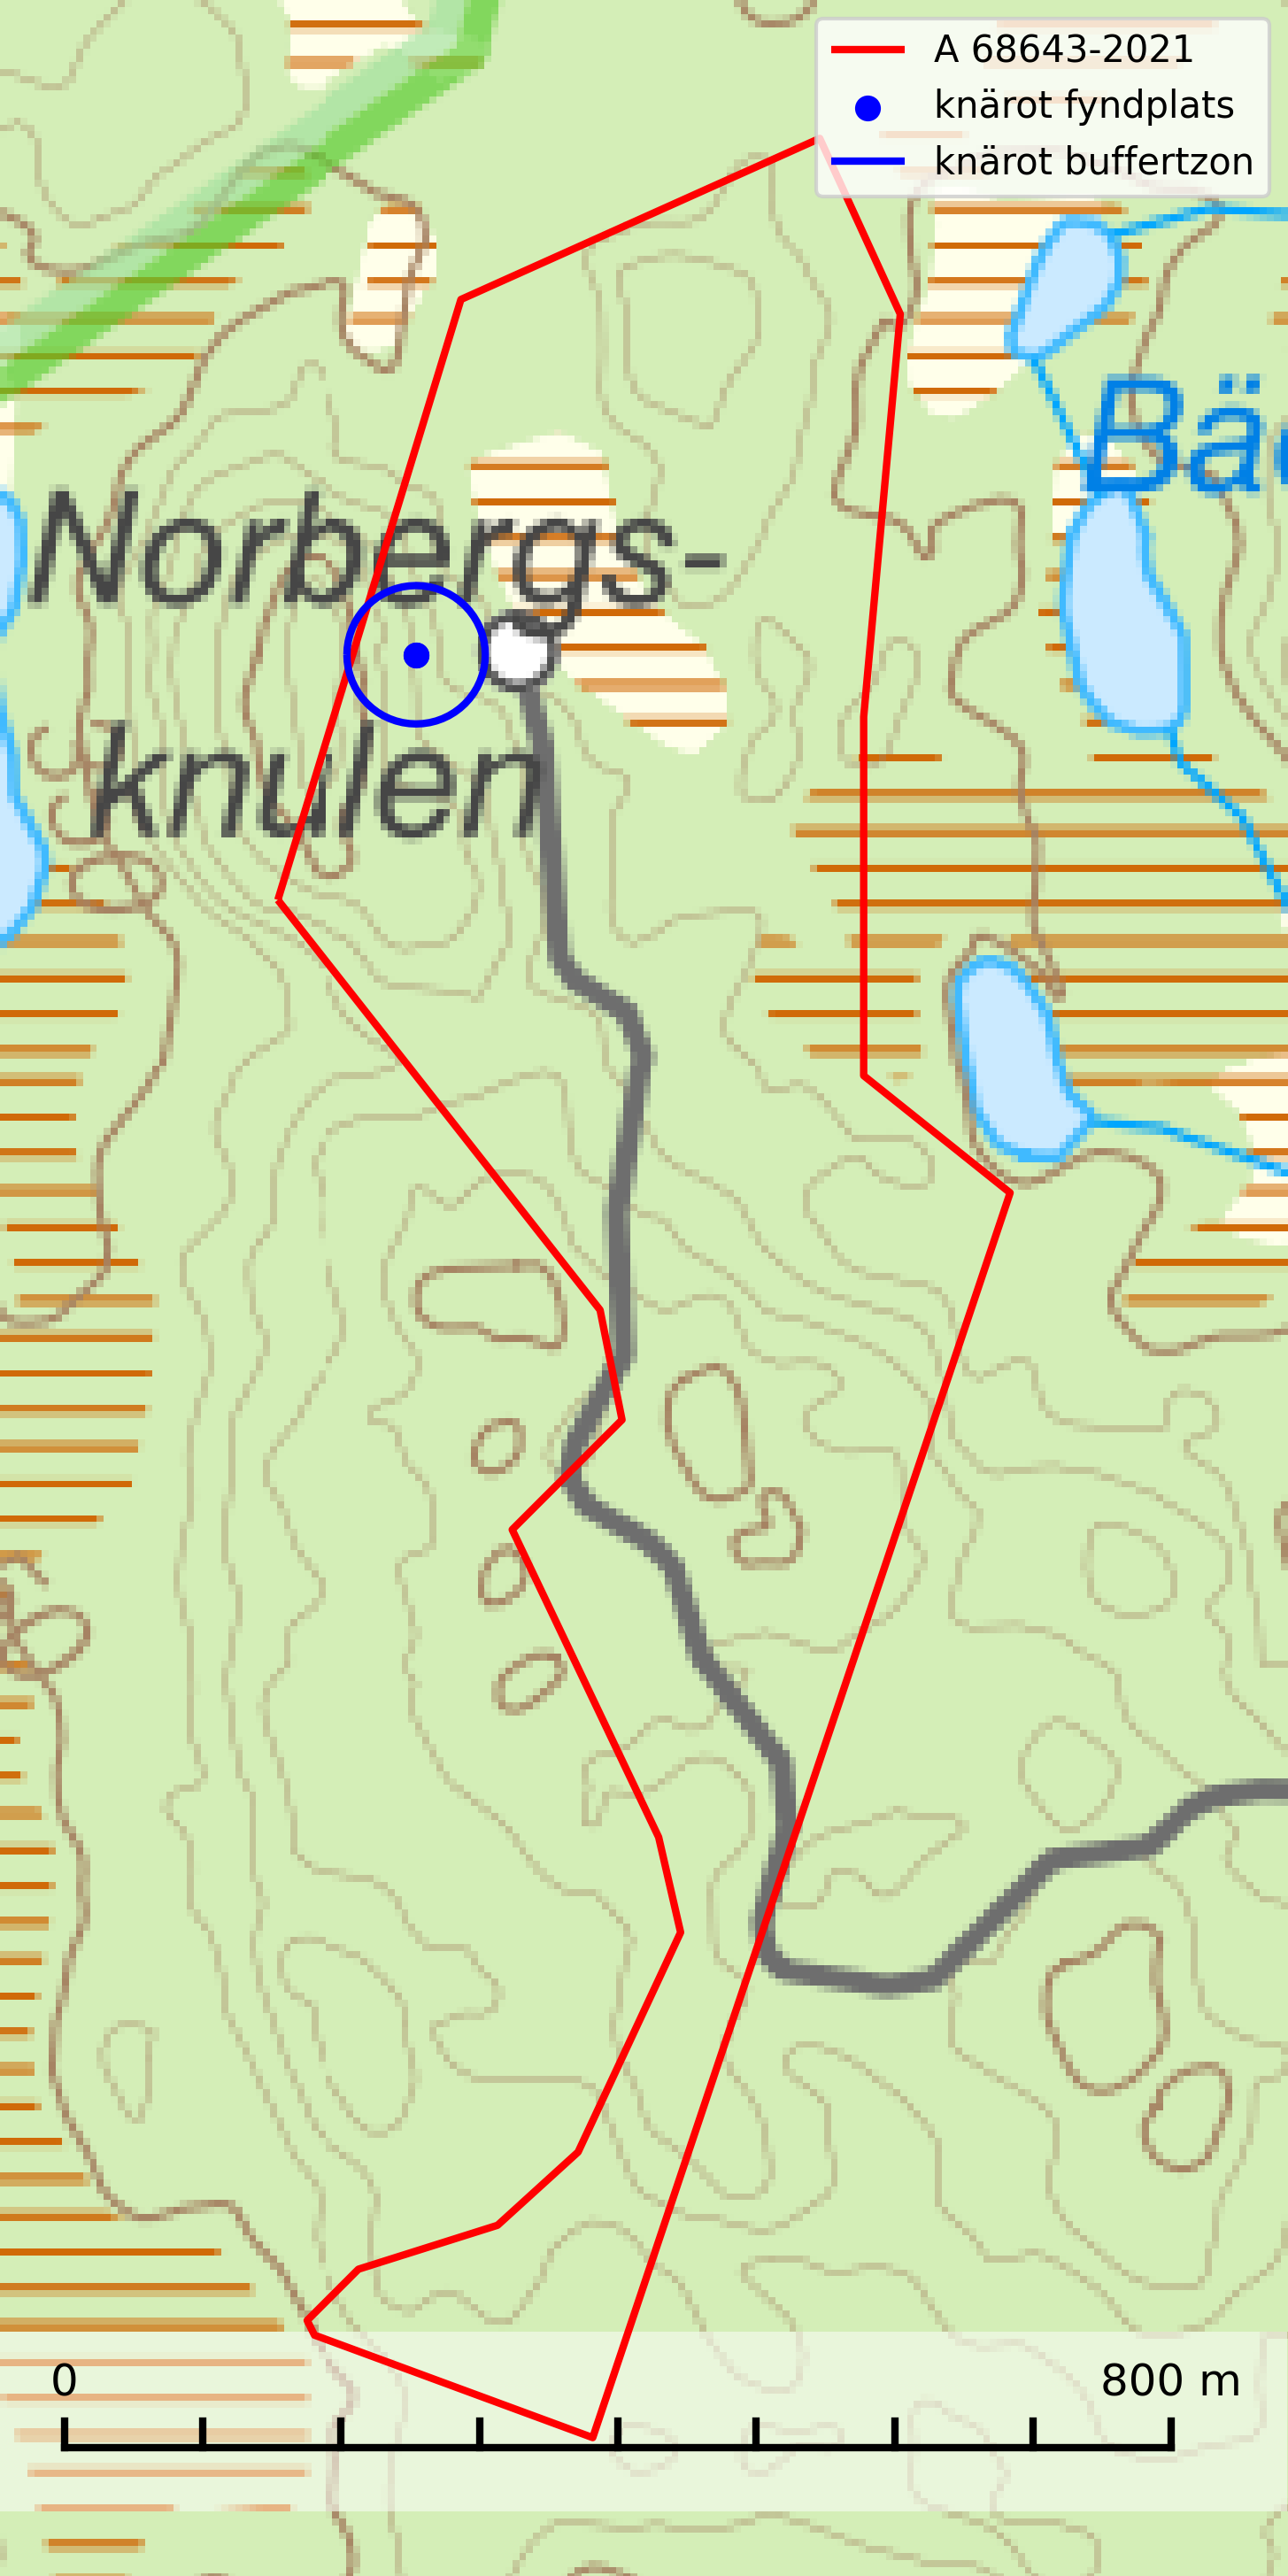 A 68643-2021
knärot fyndplats
knärot buffertzon
Norbergs-
knulen
0
800 m